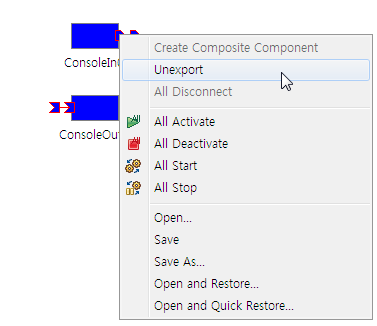 Create Composite Component
ConsoleIn
Unexport
All Disconnect
All Activate
ConsoleOu
All Deactivate
All Start
All Stop
Open...
Save
Save As...
Open and Restore...
Open and Quick Restore...